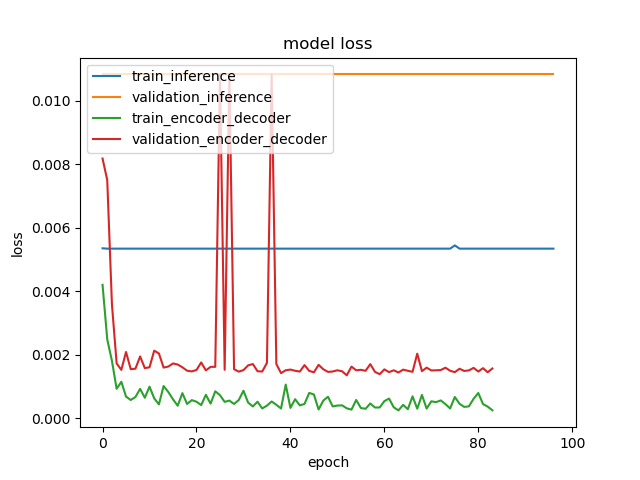 model loss
train_inference
validation_inference
train_encoder_decoder
validation_encoder_decoder
0.010
0.008
0.006
0.004
0.002
0.000
loss
0 20 40 60 80 100
epoch